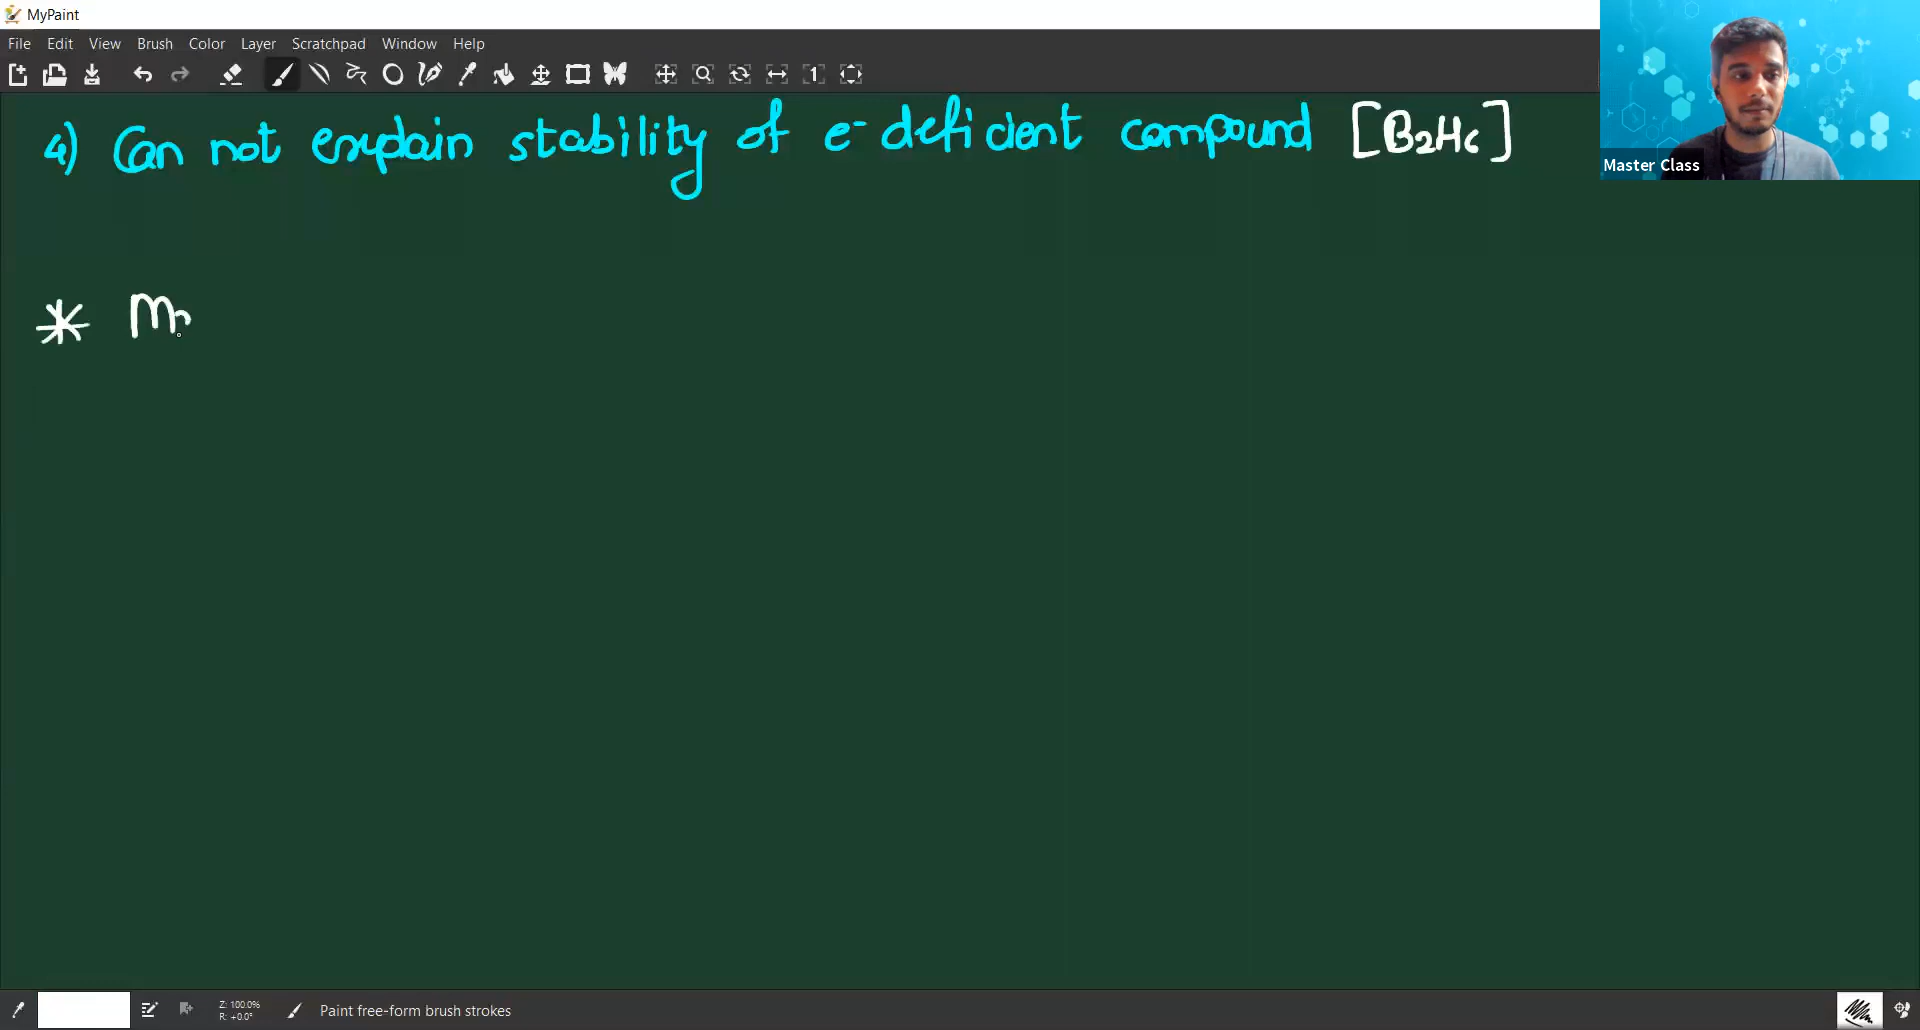 MyPaint
File Edit View Brush Color Layer Scratchpad Window Help
1
Master Class
4) Can not explain stability of e- deficient compound [B2H6]
* M
Z: 100.0%
R: +0.0°
Paint free-form brush strokes